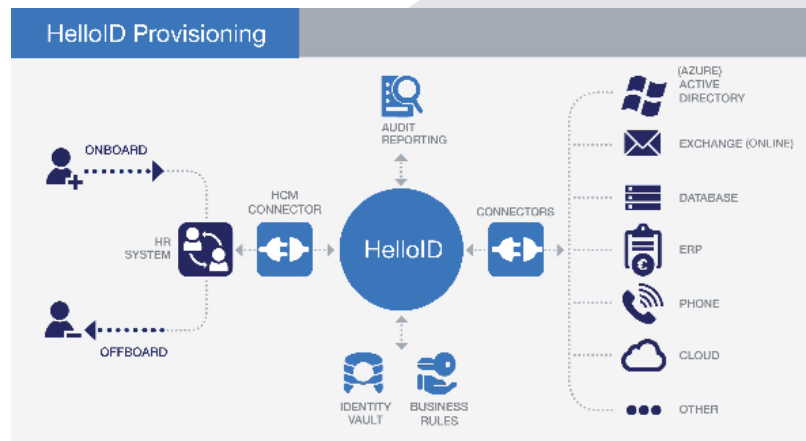 HelloID Provisioning
ONBOARD
HR
SYSTEM
OFFBOARD
HCM
CONNECTOR
AUDIT
REPORTING
HelloID
IDENTITY
VAULT
BUSINESS
RULES
CONNECTORS
(AZURE)
ACTIVE
DIRECTORY
EXCHANGE (ONLINE)
DATABASE
€
ERP
PHONE
CLOUD
OTHER